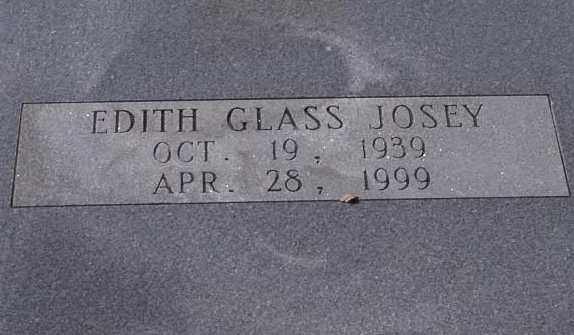 EDITH GLASS JOSEY
OCT. 19, 1939
APR. 28, 1999